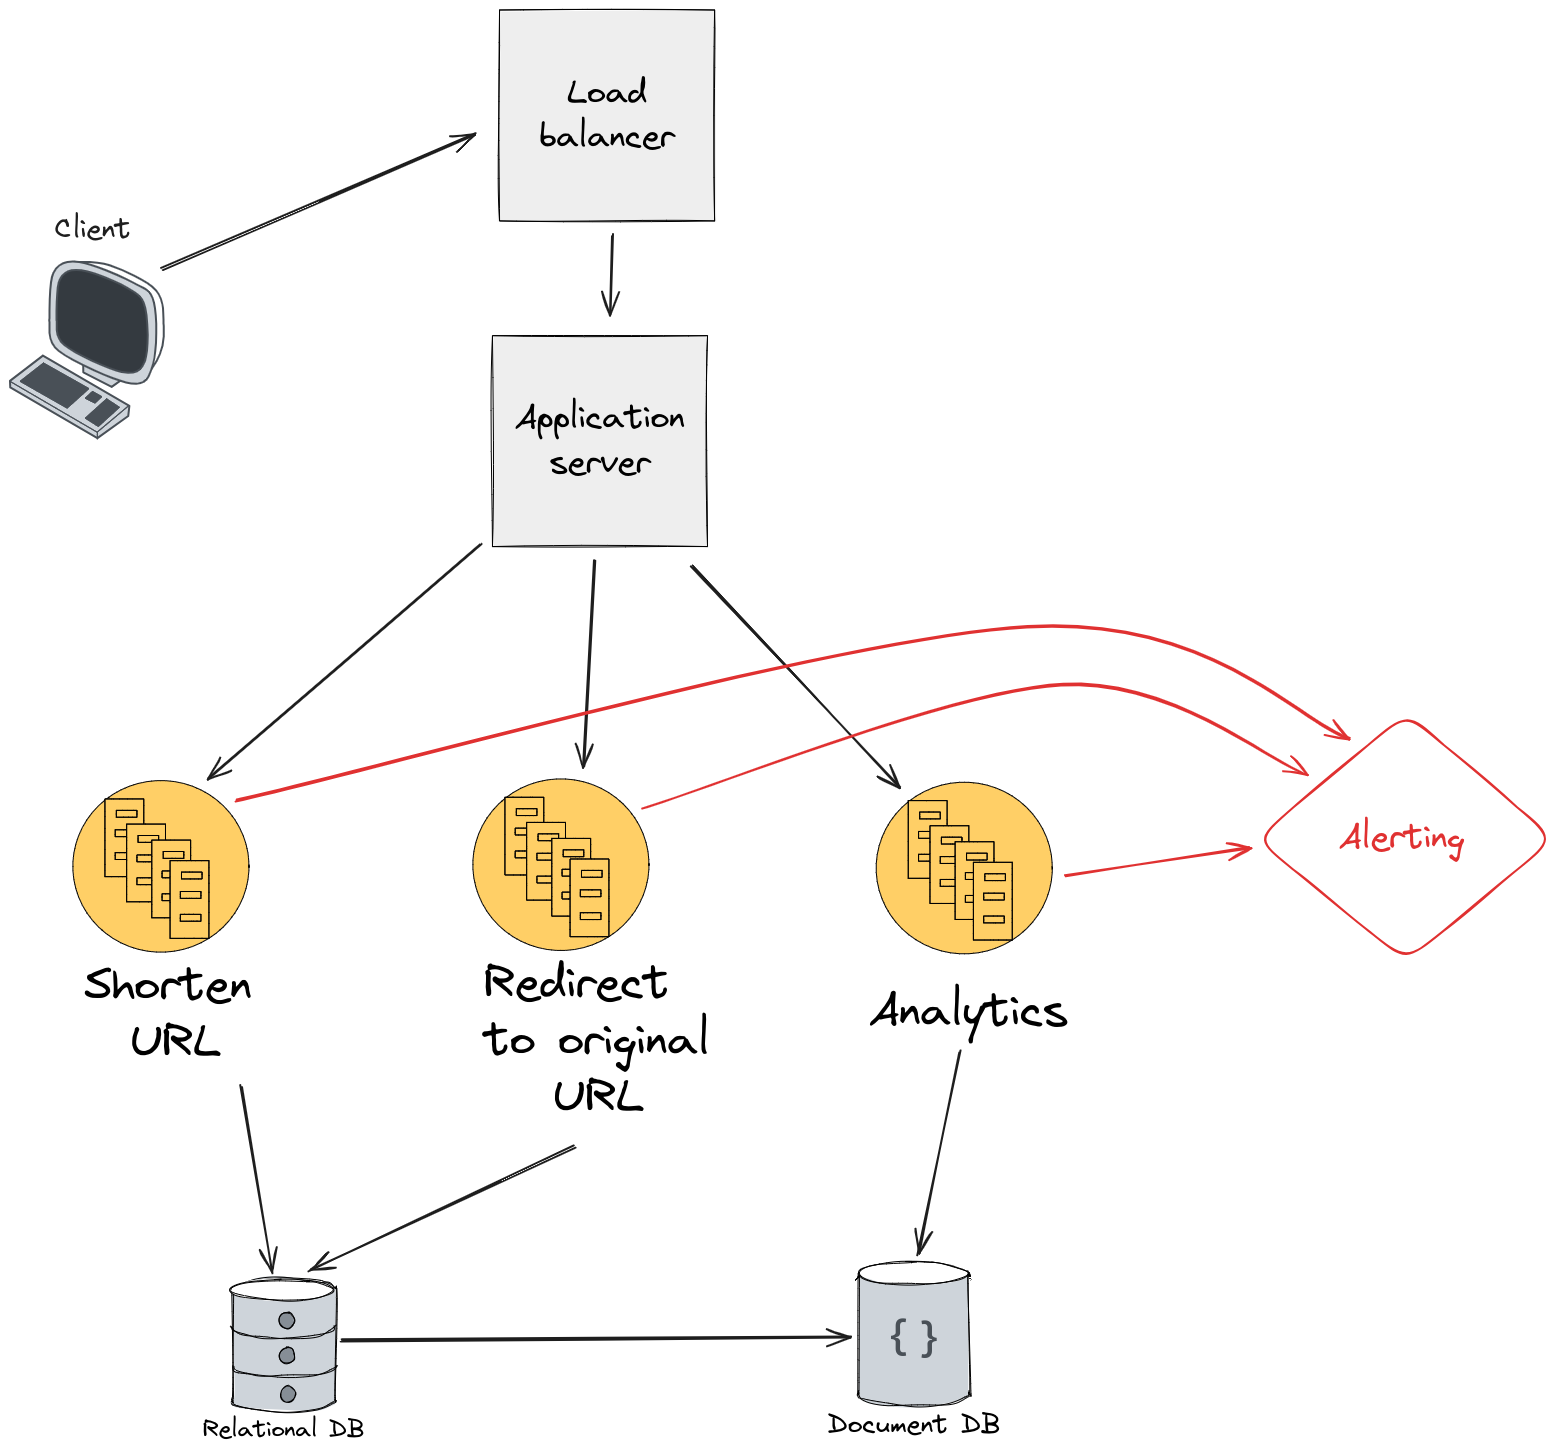 Load
balancer
Client
Application
server
Alerting
Shorten
URL
Redirect
to original
URL
Analytics
{ }
Relational DB
Document DB